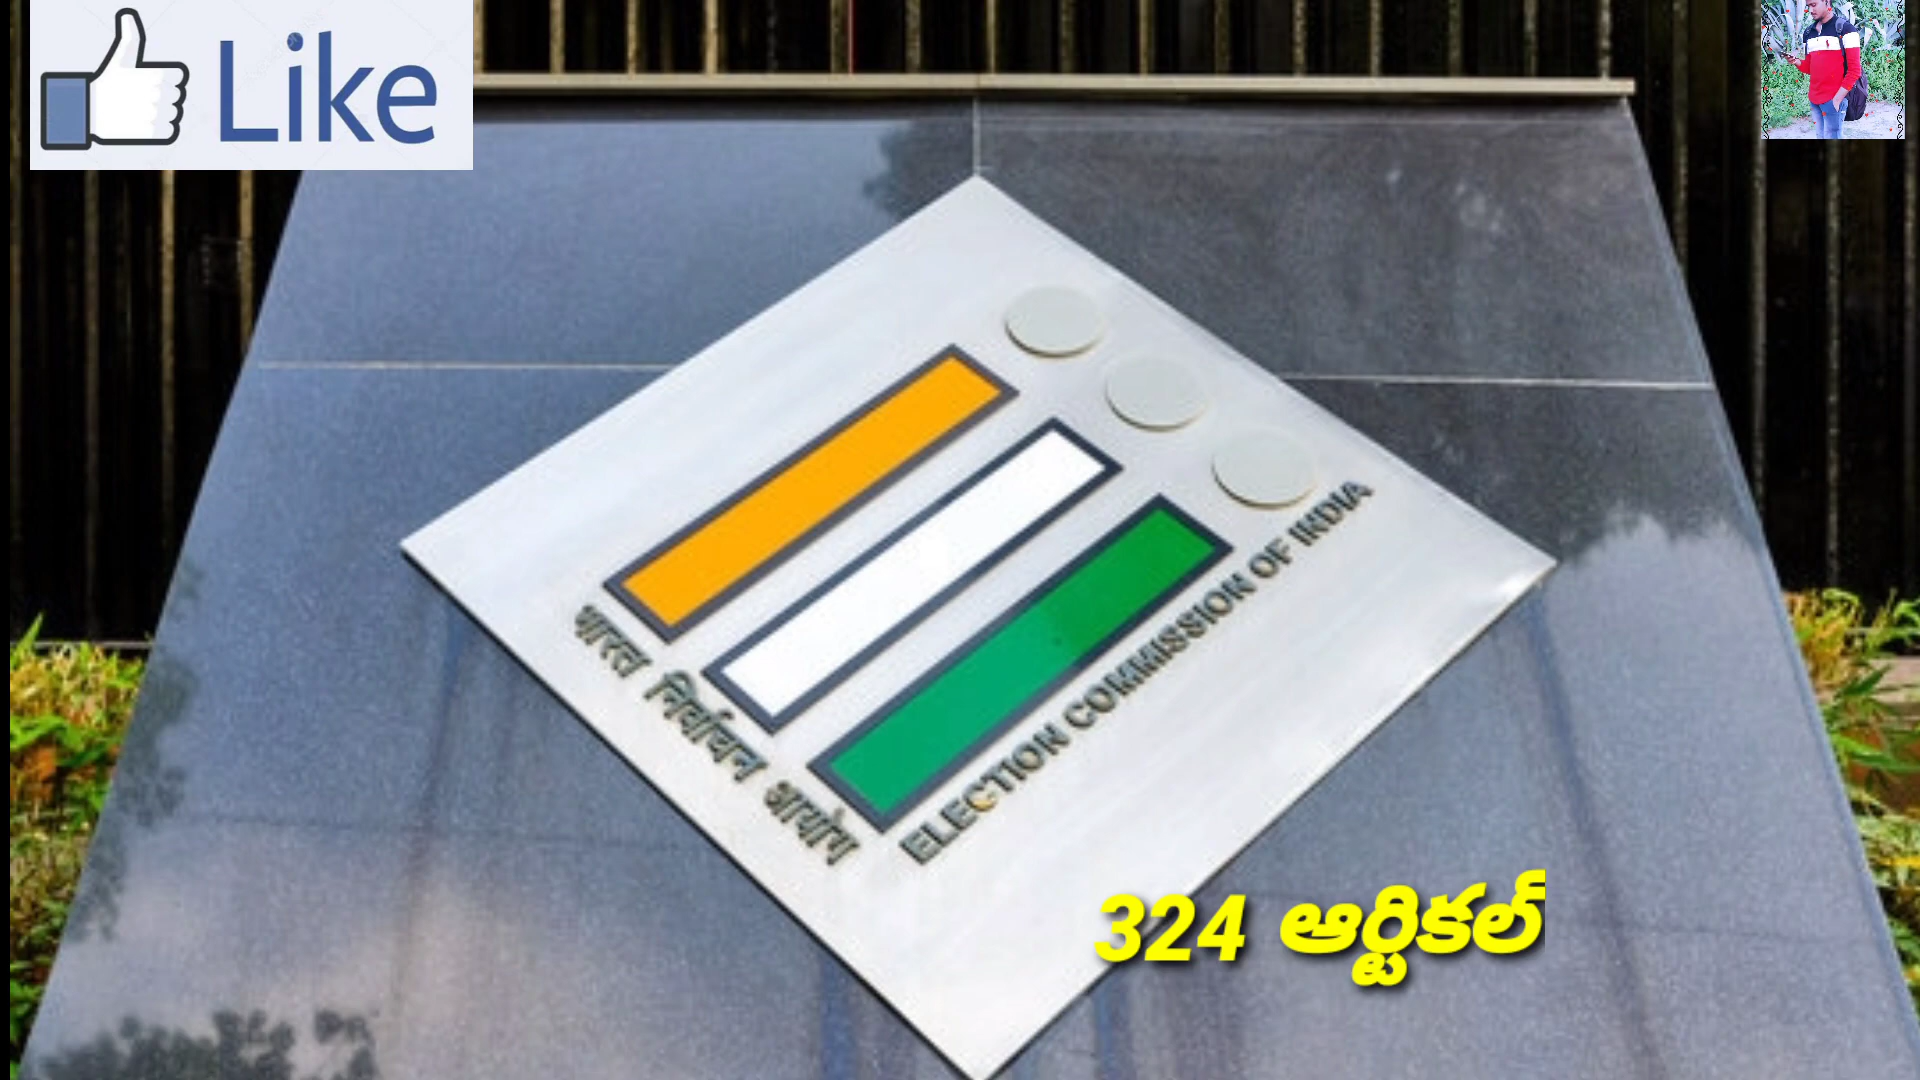 Like
भारत निर्वाचन आयोग
ELECTION COMMISSION OF INDIA
324 ఆర్టికల్